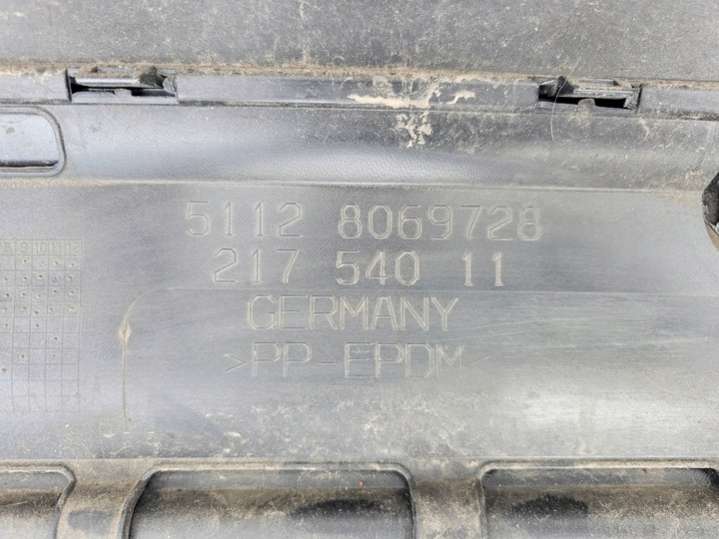 5112 8069728
217 540 11
GERMANY
>PP-EPDM<